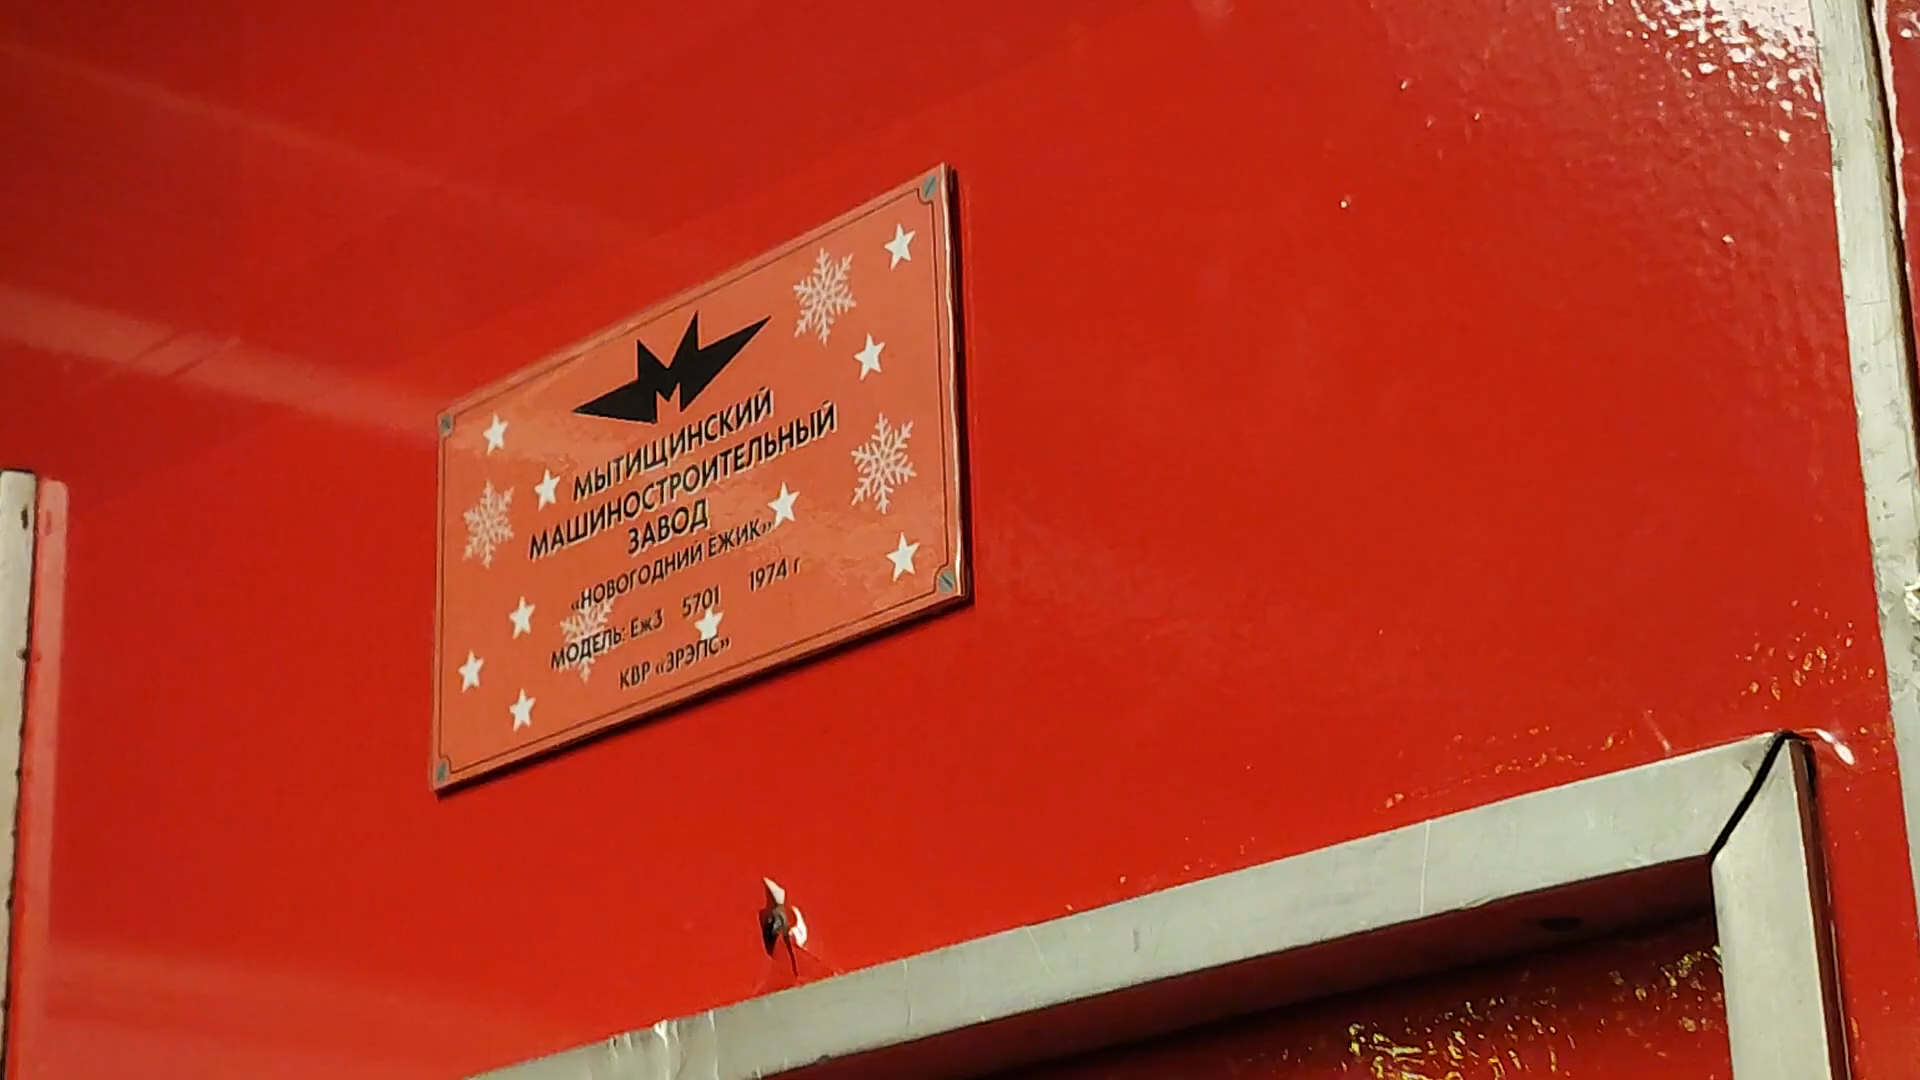 МЫТИЩИНСКИЙ
МАШИНОСТРОИТЕЛЬНЫЙ
ЗАВОД
«НОВОГОДНИЙ ЁЖИК»
МОДЕЛЬ: Еж3 5701 1974 г
КВР «ЗРЭПС»